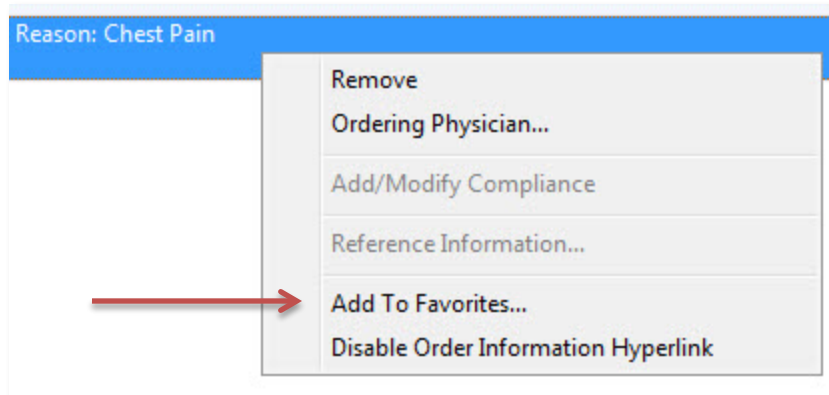 Reason: Chest Pain
Remove
Ordering Physician...
Add/Modify Compliance
Reference Information...
Add To Favorites...
Disable Order Information Hyperlink